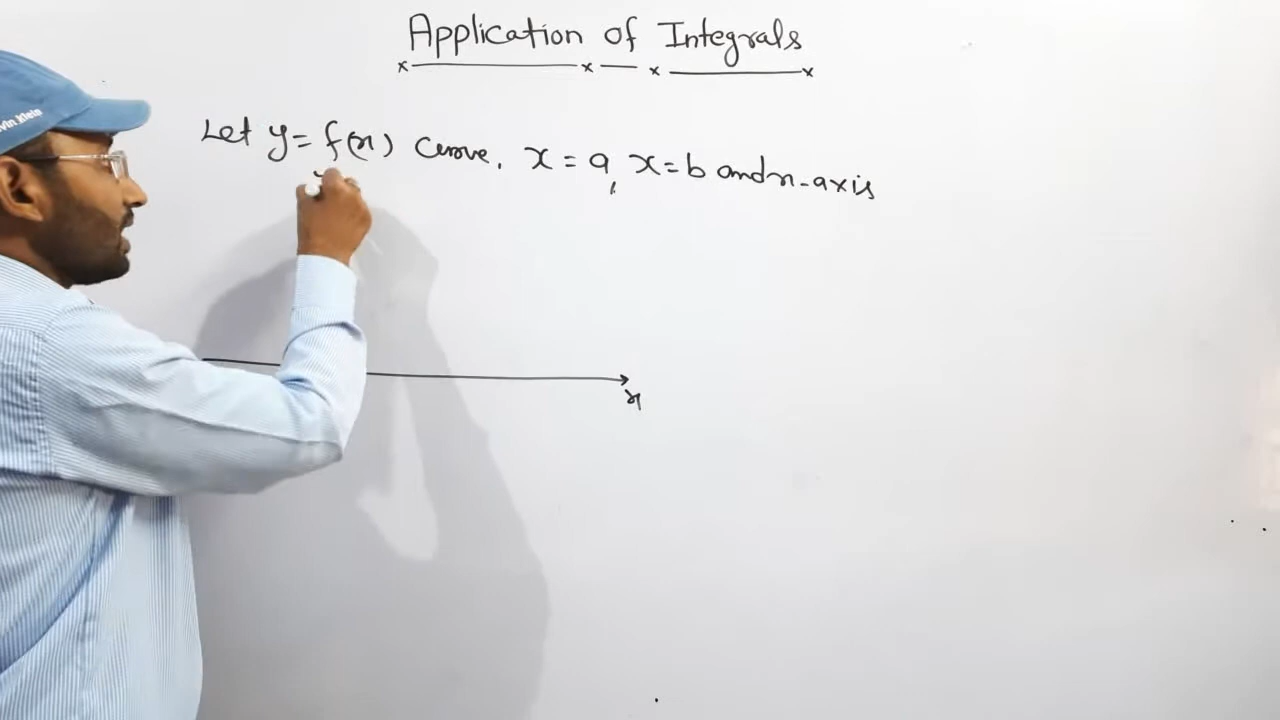 Application of Integrals
Let y = f(x) curve, x = a, x = b and x-axis
x